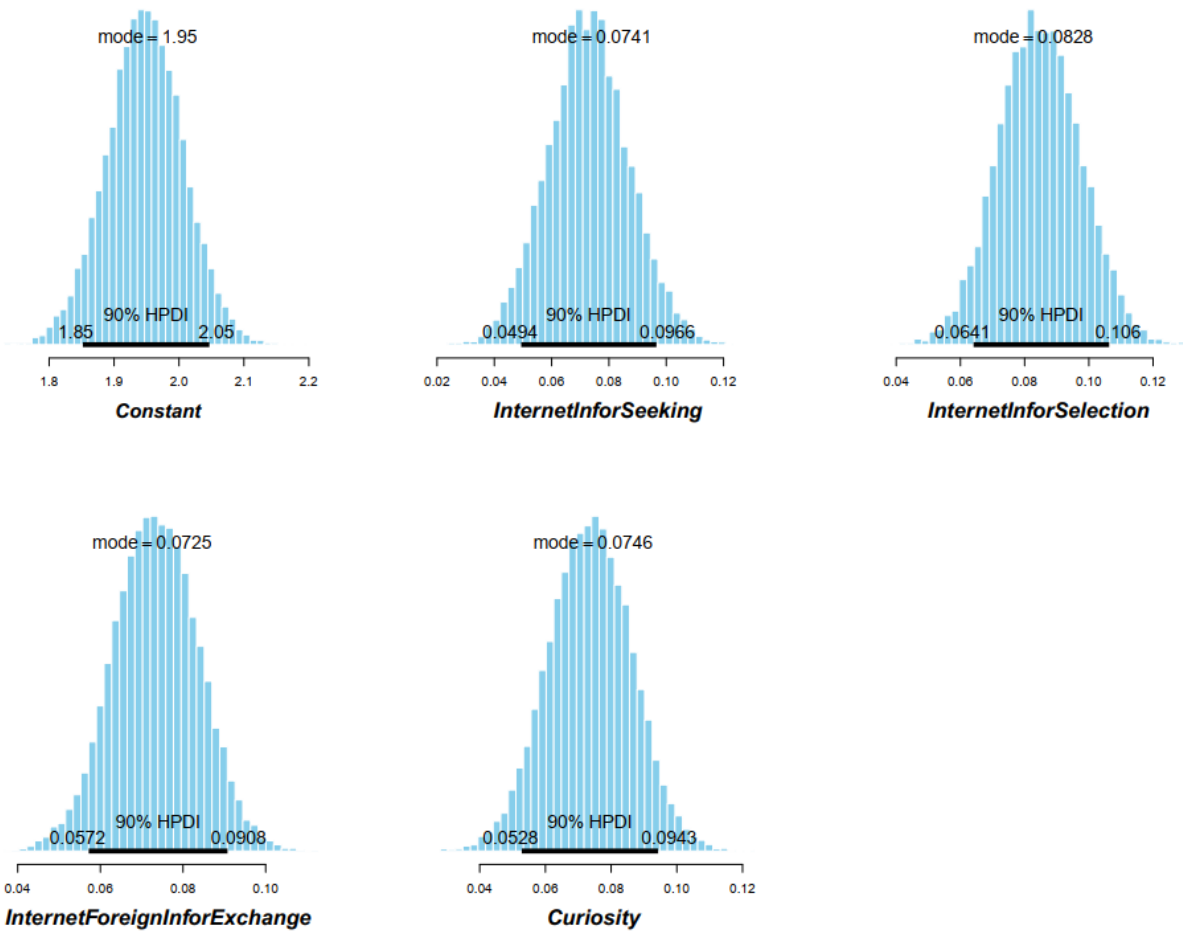 mode = 1.95
90% HPDI
1.85 2.05
1.8 1.9 2.0 2.1 2.2
Constant
mode = 0.0741
90% HPDI
0.0494 0.0966
0.02 0.04 0.06 0.08 0.10 0.12
InternetInforSeeking
mode = 0.0828
90% HPDI
0.0641 0.106
0.04 0.06 0.08 0.10 0.12
InternetInforSelection
mode = 0.0725
90% HPDI
0.0572 0.0908
0.04 0.06 0.08 0.10
InternetForeignInforExchange
mode = 0.0746
90% HPDI
0.0528 0.0943
0.04 0.06 0.08 0.10 0.12
Curiosity